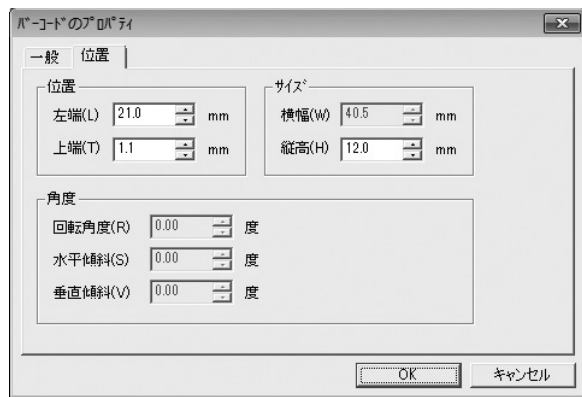 ﾊﾞｰｺｰﾄﾞのﾌﾟﾛﾊﾟﾃｨ
一般 位置
位置
左端(L) 21.0 mm
上端(T) 1.1 mm
ｻｲｽﾞ
横幅(W) 40.5 mm
縦高(H) 12.0 mm
角度
回転角度(R) 0.00 度
水平傾斜(S) 0.00 度
垂直傾斜(V) 0.00 度
OK キャンセル